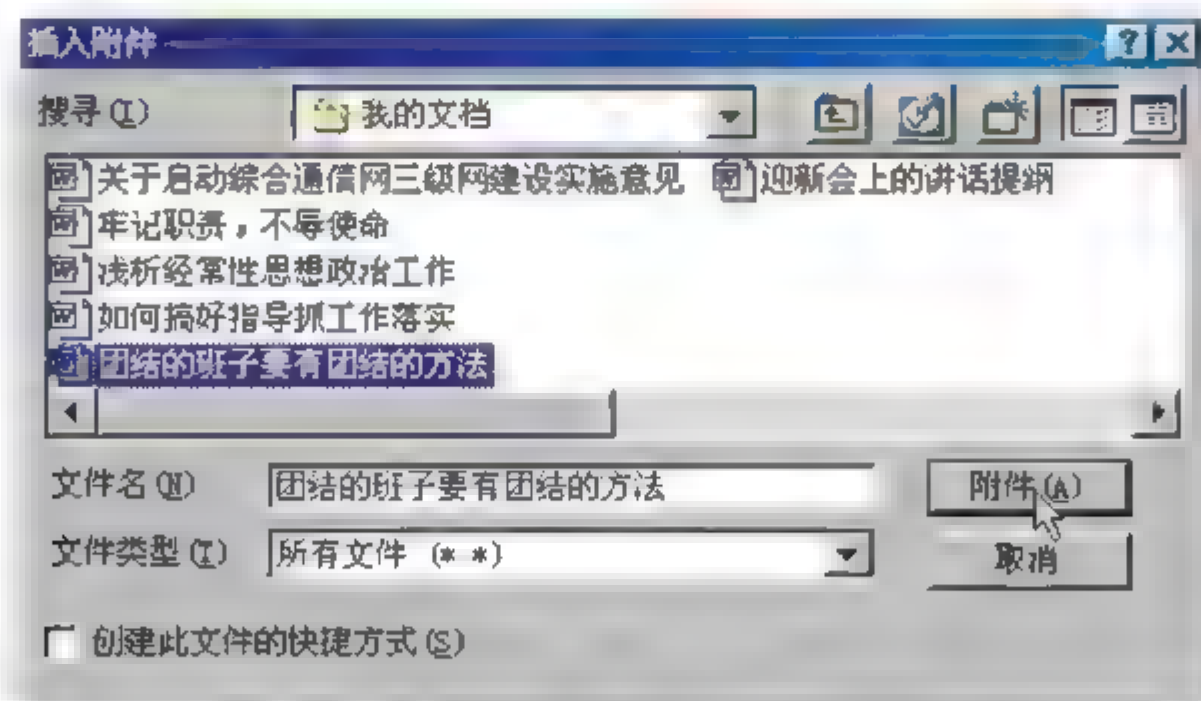 插入附件
搜寻(I) 我的文档
关于启动综合通信网三级网建设实施意见 迎新会上的讲话提纲
牢记职责，不辱使命
浅析经常性思想政治工作
如何搞好指导抓工作落实
团结的班子要有团结的方法
文件名(N) 团结的班子要有团结的方法 附件(A)
文件类型(T) 所有文件 (* *) 取消
创建此文件的快捷方式(S)